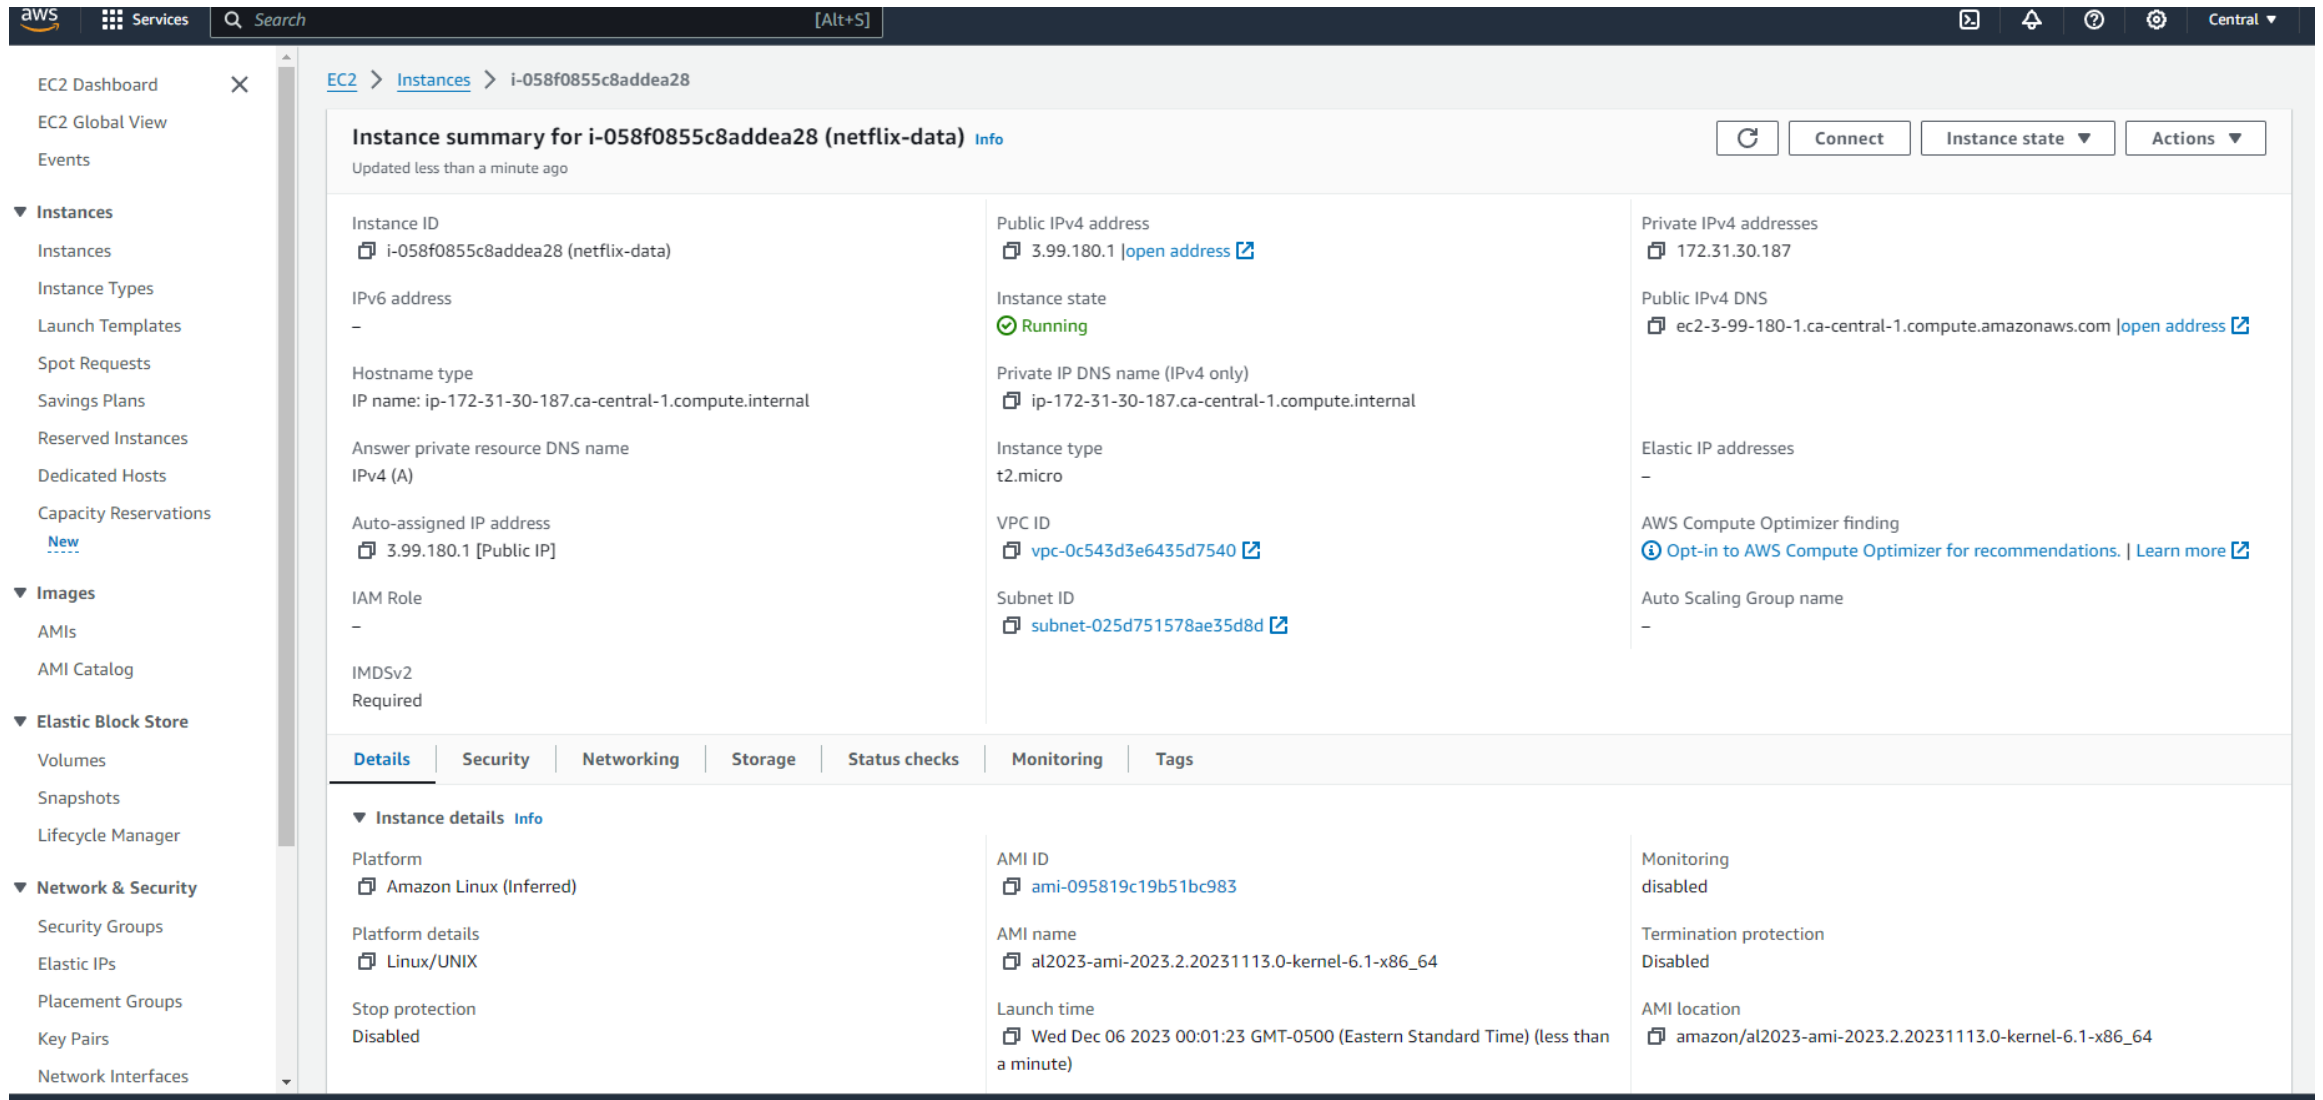 aws
Services
Search
[Alt+S]
Central ▼
EC2 Dashboard
EC2 Global View
Events
Instances
Instances
Instance Types
Launch Templates
Spot Requests
Savings Plans
Reserved Instances
Dedicated Hosts
Capacity Reservations
New
Images
AMIs
AMI Catalog
Elastic Block Store
Volumes
Snapshots
Lifecycle Manager
Network & Security
Security Groups
Elastic IPs
Placement Groups
Key Pairs
Network Interfaces
EC2 > Instances > i-058f0855c8addea28
Instance summary for i-058f0855c8addea28 (netflix-data) Info
Updated less than a minute ago
Connect
Instance state ▼
Actions ▼
Instance ID
i-058f0855c8addea28 (netflix-data)
Public IPv4 address
3.99.180.1 |open address
Private IPv4 addresses
172.31.30.187
IPv6 address
–
Instance state
Running
Public IPv4 DNS
ec2-3-99-180-1.ca-central-1.compute.amazonaws.com |open address
Hostname type
IP name: ip-172-31-30-187.ca-central-1.compute.internal
Private IP DNS name (IPv4 only)
ip-172-31-30-187.ca-central-1.compute.internal
Answer private resource DNS name
IPv4 (A)
Instance type
t2.micro
Elastic IP addresses
–
Auto-assigned IP address
3.99.180.1 [Public IP]
VPC ID
vpc-0c543d3e6435d7540
AWS Compute Optimizer finding
Opt-in to AWS Compute Optimizer for recommendations. | Learn more
IAM Role
–
Subnet ID
subnet-025d751578ae35d8d
Auto Scaling Group name
–
IMDSv2
Required
Details
Security
Networking
Storage
Status checks
Monitoring
Tags
Instance details Info
Platform
Amazon Linux (Inferred)
AMI ID
ami-095819c19b51bc983
Monitoring
disabled
Platform details
Linux/UNIX
AMI name
al2023-ami-2023.2.20231113.0-kernel-6.1-x86_64
Termination protection
Disabled
Stop protection
Disabled
Launch time
Wed Dec 06 2023 00:01:23 GMT-0500 (Eastern Standard Time) (less than
a minute)
AMI location
amazon/al2023-ami-2023.2.20231113.0-kernel-6.1-x86_64